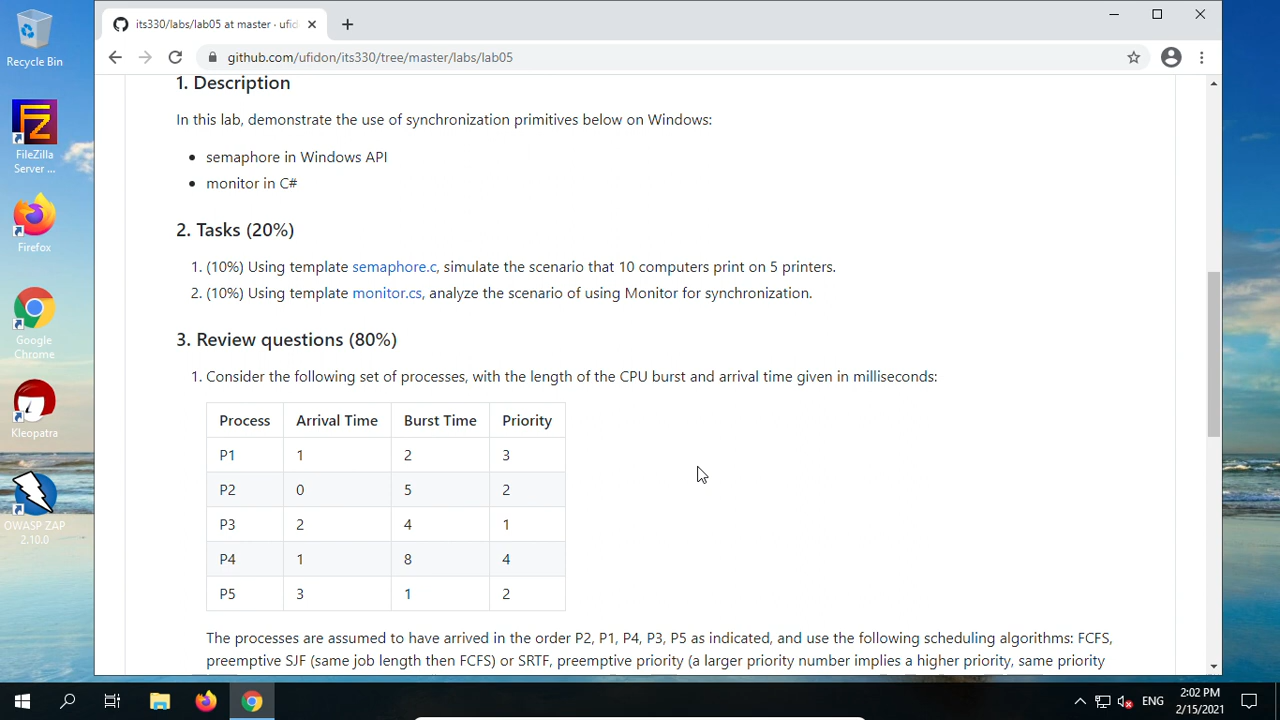 its330/labs/lab05 at master · ufid
github.com/ufidon/its330/tree/master/labs/lab05
Recycle Bin
FileZilla
Server ...
Firefox
Google
Chrome
Kleopatra
OWASP ZAP
2.10.0
1. Description
In this lab, demonstrate the use of synchronization primitives below on Windows:
• semaphore in Windows API
• monitor in C#
2. Tasks (20%)
1. (10%) Using template semaphore.c, simulate the scenario that 10 computers print on 5 printers.
2. (10%) Using template monitor.cs, analyze the scenario of using Monitor for synchronization.
3. Review questions (80%)
1. Consider the following set of processes, with the length of the CPU burst and arrival time given in milliseconds:
Process Arrival Time Burst Time Priority
P1 1 2 3
P2 0 5 2
P3 2 4 1
P4 1 8 4
P5 3 1 2
The processes are assumed to have arrived in the order P2, P1, P4, P3, P5 as indicated, and use the following scheduling algorithms: FCFS,
preemptive SJF (same job length then FCFS) or SRTF, preemptive priority (a larger priority number implies a higher priority, same priority
ENG
2:02 PM
2/15/2021